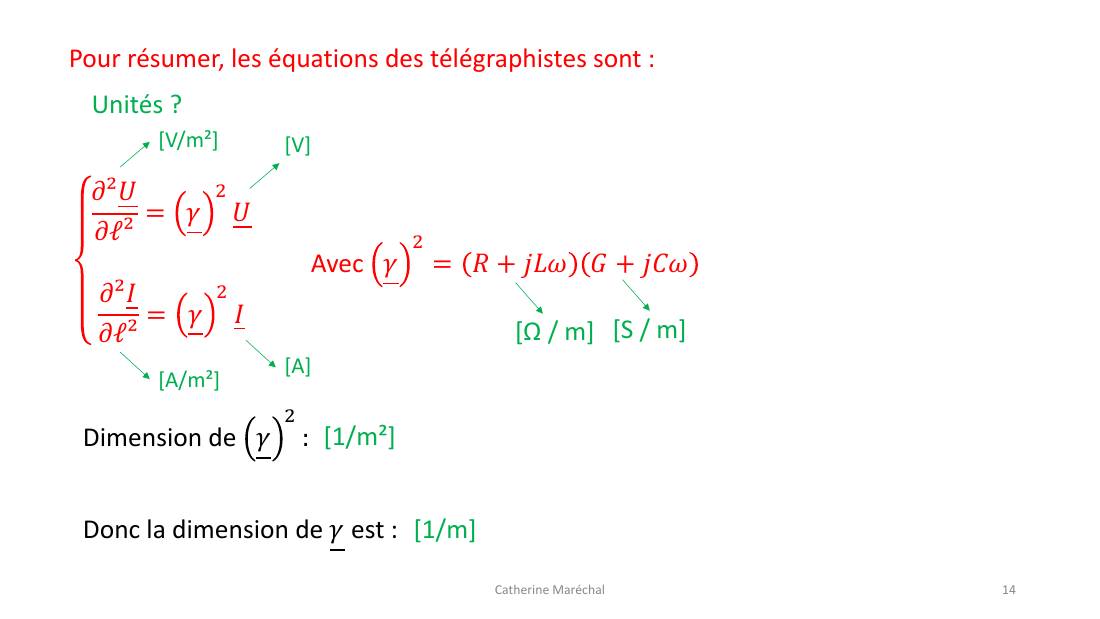 Pour résumer, les équations des télégraphistes sont :
Unités ?
[V/m²] [V]
∂²U̲/∂ℓ² = (γ̲)² U̲
Avec (γ̲)² = (R + jLω)(G + jCω)
∂²I̲/∂ℓ² = (γ̲)² I̲
[Ω / m] [S / m]
[A/m²] [A]
Dimension de (γ̲)² : [1/m²]
Donc la dimension de γ̲ est : [1/m]
Catherine Maréchal 14